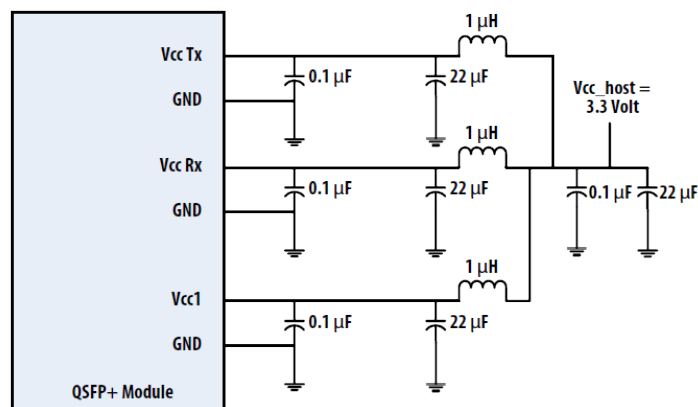 1 µH
Vcc Tx
0.1 µF
22 µF
GND
Vcc_host =
3.3 Volt
1 µH
Vcc Rx
0.1 µF
22 µF
0.1 µF
22 µF
GND
1 µH
Vcc1
0.1 µF
22 µF
GND
QSFP+ Module